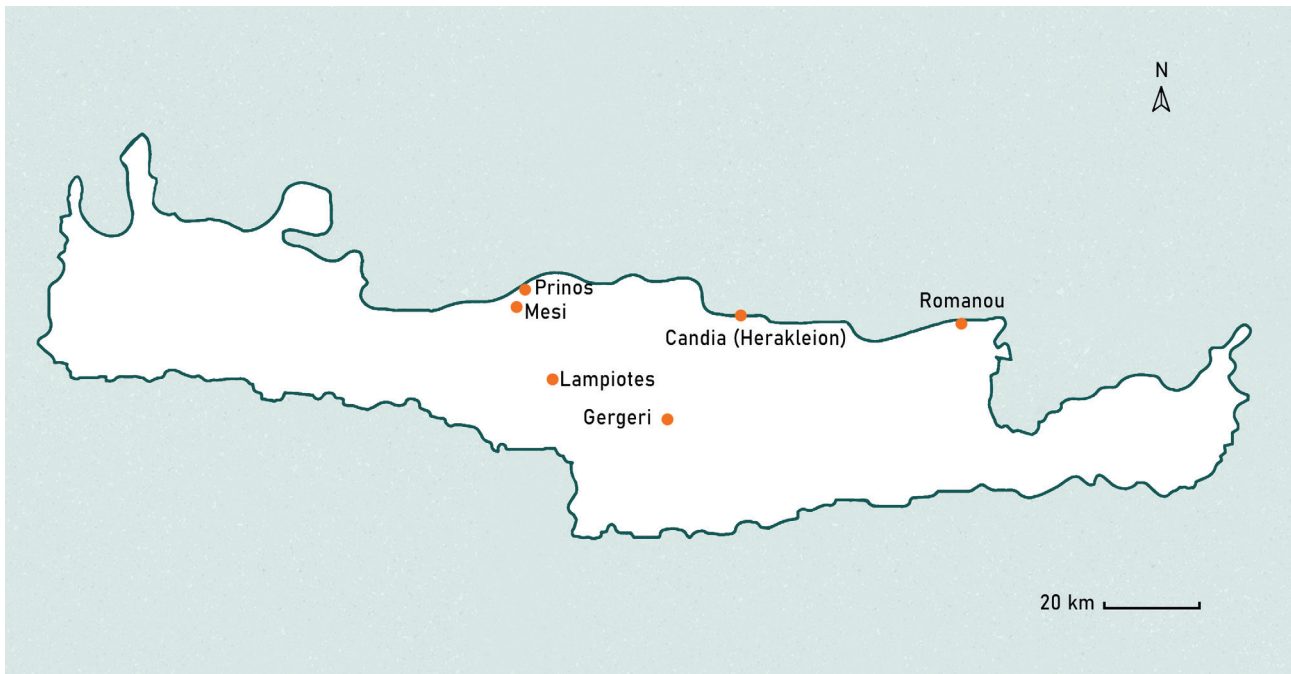 N
Prinos
Mesi
Romanou
Candia (Herakleion)
Lampiotes
Gergeri
20 km